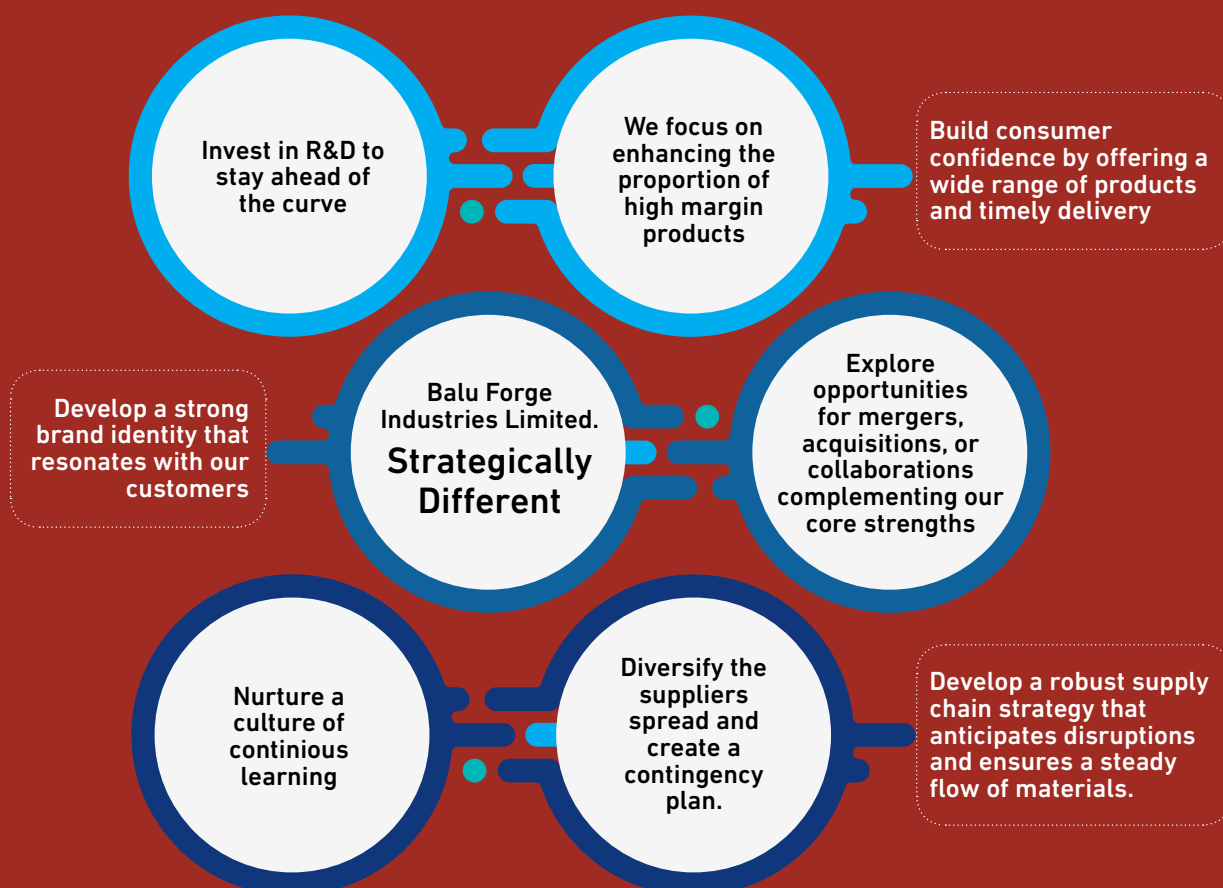 Invest in R&D to
stay ahead of
the curve
We focus on
enhancing the
proportion of
high margin
products
Build consumer
confidence by offering a
wide range of products
and timely delivery
Develop a strong
brand identity that
resonates with our
customers
Balu Forge
Industries Limited.
Strategically
Different
Explore
opportunities
for mergers,
acquisitions, or
collaborations
complementing our
core strengths
Nurture a
culture of
continious
learning
Diversify the
suppliers
spread and
create a
contingency
plan.
Develop a robust supply
chain strategy that
anticipates disruptions
and ensures a steady
flow of materials.